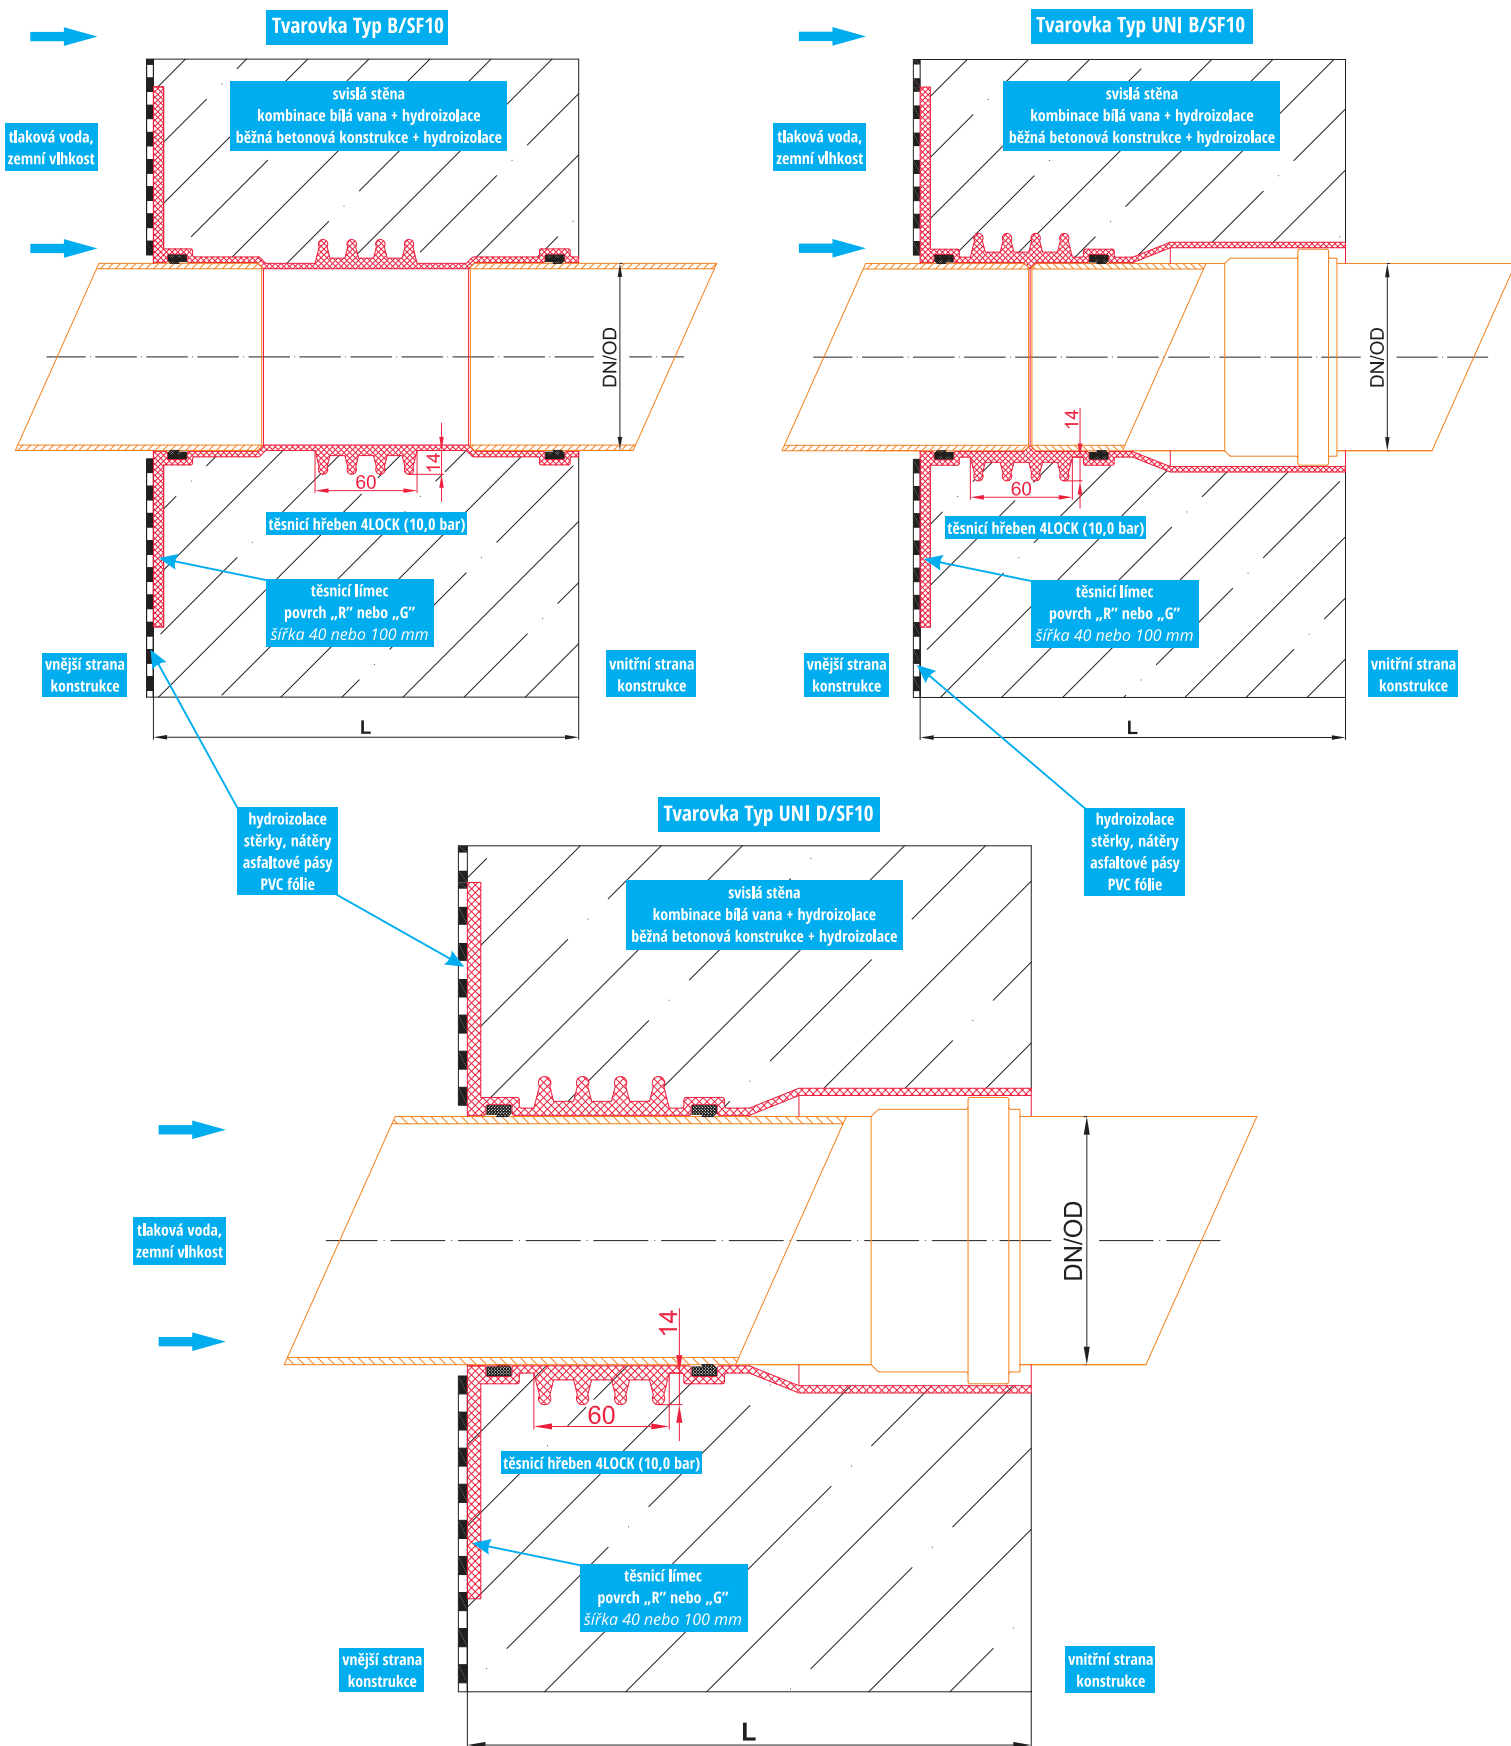 Tvarovka Typ B/SF10
svislá stěna
kombinace bílá vana + hydroizolace
běžná betonová konstrukce + hydroizolace
tlaková voda,
zemní vlhkost
DN/OD
14
60
těsnicí hřeben 4LOCK (10,0 bar)
těsnicí límec
povrch „R” nebo „G”
šířka 40 nebo 100 mm
vnější strana
konstrukce
vnitřní strana
konstrukce
L
Tvarovka Typ UNI B/SF10
svislá stěna
kombinace bílá vana + hydroizolace
běžná betonová konstrukce + hydroizolace
tlaková voda,
zemní vlhkost
DN/OD
14
60
těsnicí hřeben 4LOCK (10,0 bar)
těsnicí límec
povrch „R” nebo „G”
šířka 40 nebo 100 mm
vnější strana
konstrukce
vnitřní strana
konstrukce
L
hydroizolace
stěrky, nátěry
asfaltové pásy
PVC fólie
Tvarovka Typ UNI D/SF10
hydroizolace
stěrky, nátěry
asfaltové pásy
PVC fólie
svislá stěna
kombinace bílá vana + hydroizolace
běžná betonová konstrukce + hydroizolace
tlaková voda,
zemní vlhkost
DN/OD
14
60
těsnicí hřeben 4LOCK (10,0 bar)
těsnicí límec
povrch „R” nebo „G”
šířka 40 nebo 100 mm
vnější strana
konstrukce
vnitřní strana
konstrukce
L